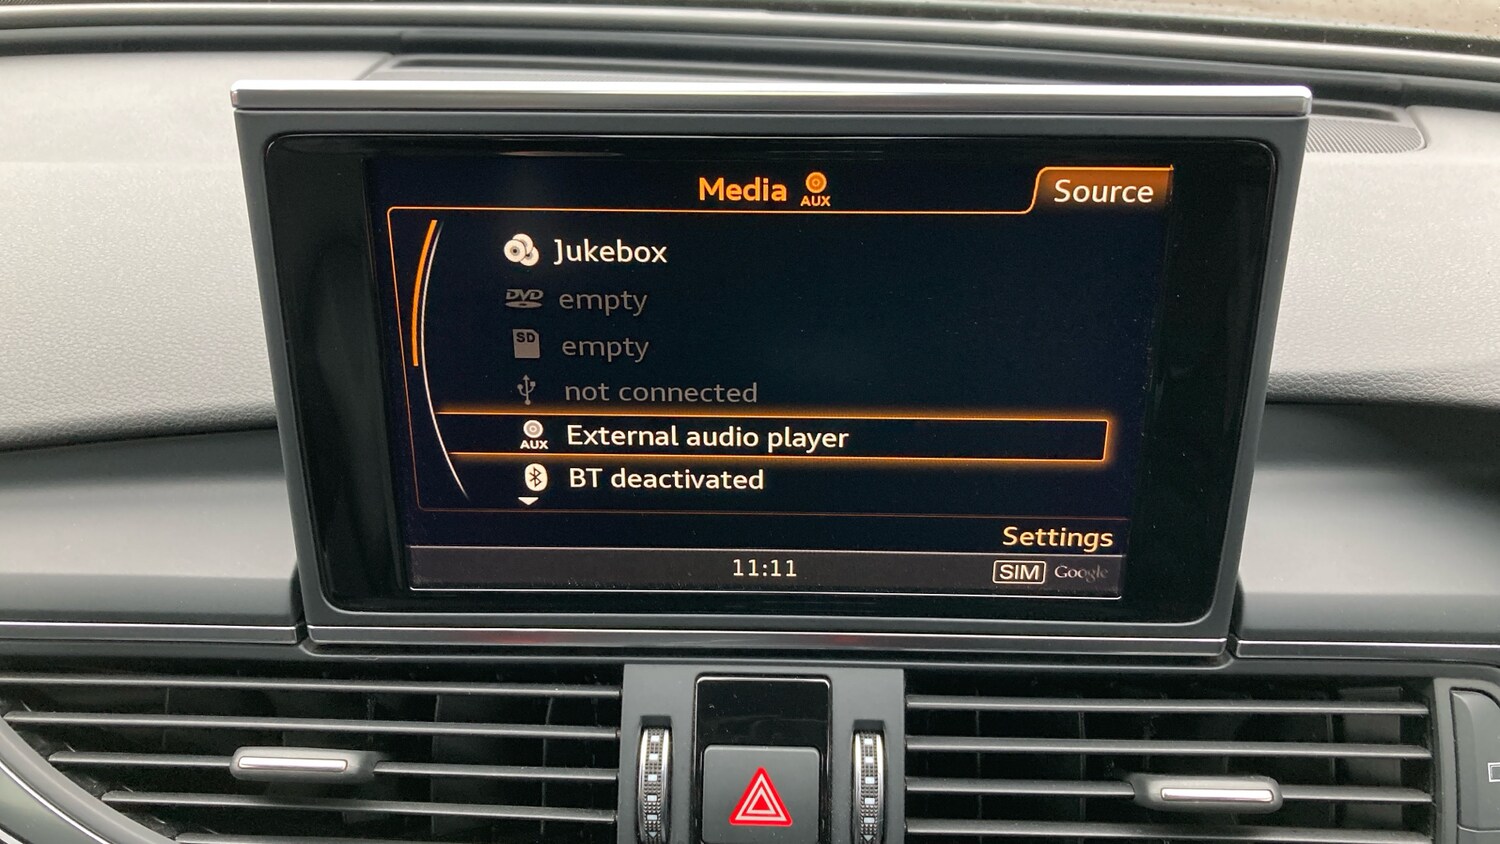 Media AUX
Source
Jukebox
DVD empty
SD empty
not connected
AUX External audio player
BT deactivated
Settings
11:11
SIM Google